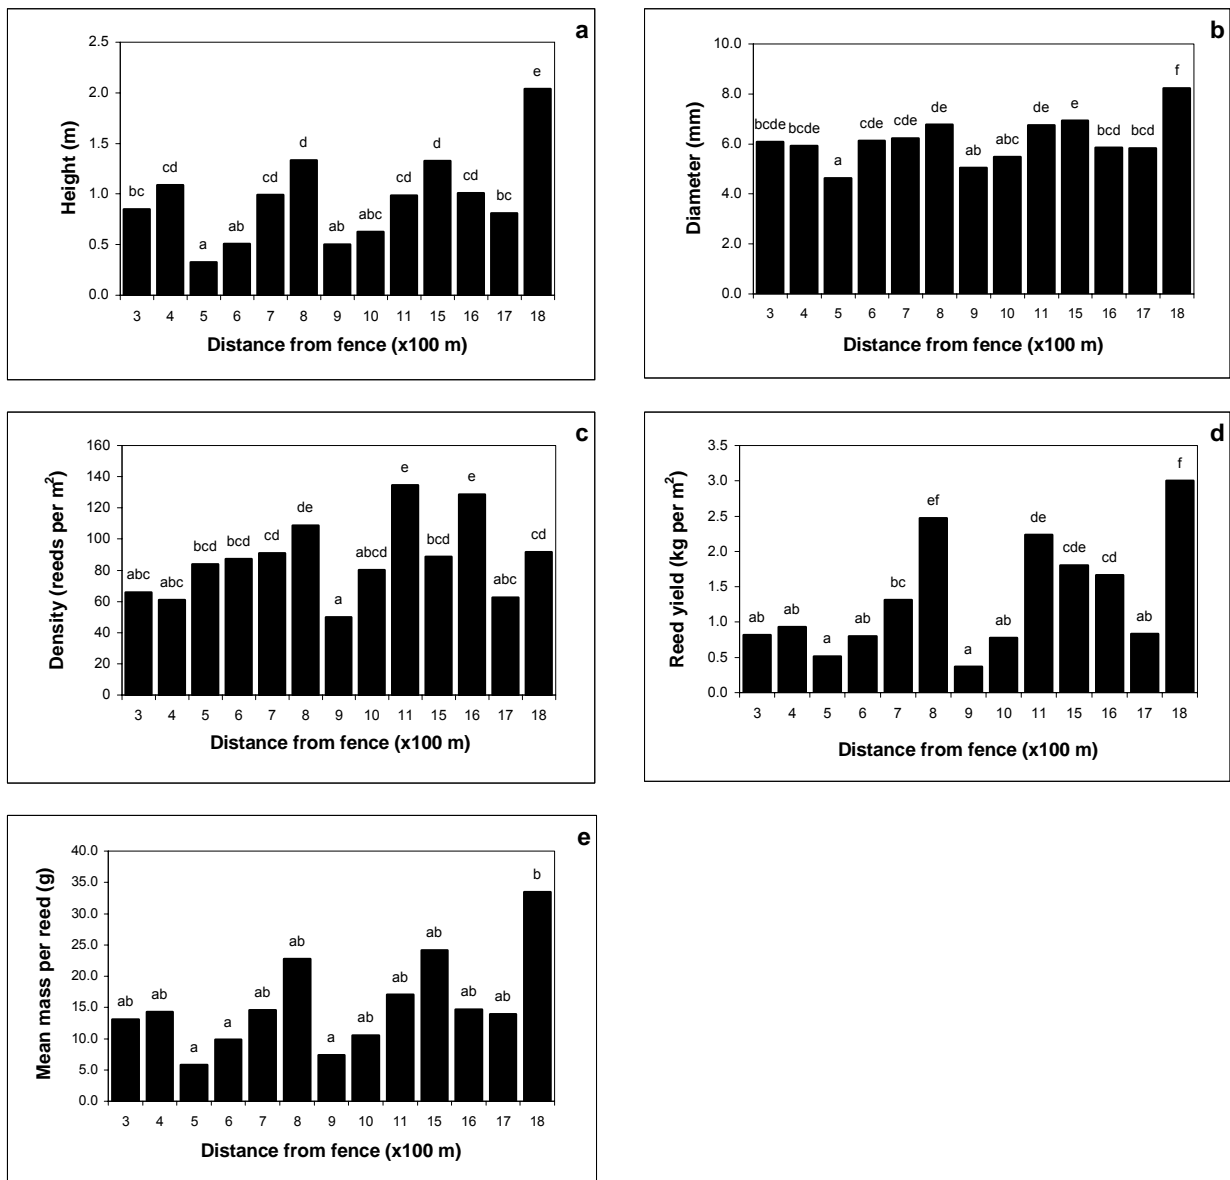 a
2.5
2.0
1.5
1.0
0.5
0.0
Height (m)
bc cd a ab cd d ab abc cd d cd bc e
3 4 5 6 7 8 9 10 11 15 16 17 18
Distance from fence (x100 m)
b
10.0
8.0
6.0
4.0
2.0
0.0
Diameter (mm)
bcde bcde a cde cde de ab abc de e bcd bcd f
3 4 5 6 7 8 9 10 11 15 16 17 18
Distance from fence (x100 m)
c
160
140
120
100
80
60
40
20
0
Density (reeds per m²)
abc abc bcd bcd cd de a abcd e bcd e abc cd
3 4 5 6 7 8 9 10 11 15 16 17 18
Distance from fence (x100 m)
d
3.5
3.0
2.5
2.0
1.5
1.0
0.5
0.0
Reed yield (kg per m²)
ab ab a ab bc ef a ab de cde cd ab f
3 4 5 6 7 8 9 10 11 15 16 17 18
Distance from fence (x100 m)
e
40.0
35.0
30.0
25.0
20.0
15.0
10.0
5.0
0.0
Mean mass per reed (g)
ab ab a a ab ab a ab ab ab ab ab b
3 4 5 6 7 8 9 10 11 15 16 17 18
Distance from fence (x100 m)